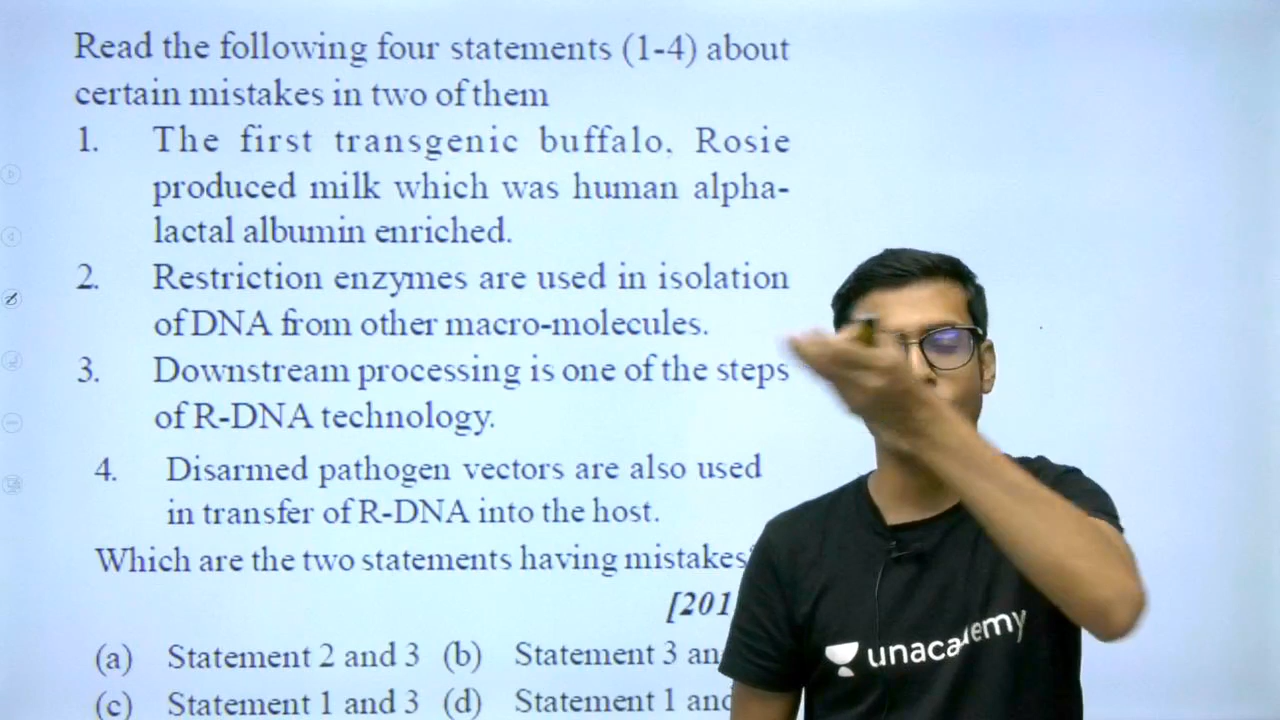 Read the following four statements (1-4) about
certain mistakes in two of them
1. The first transgenic buffalo, Rosie
produced milk which was human alpha-
lactal albumin enriched.
2. Restriction enzymes are used in isolation
of DNA from other macro-molecules.
3. Downstream processing is one of the steps
of R-DNA technology.
4. Disarmed pathogen vectors are also used
in transfer of R-DNA into the host.
Which are the two statements having mistakes
[201
(a) Statement 2 and 3 (b) Statement 3
(c) Statement 1 and 3 (d) Statement 1
unacademy